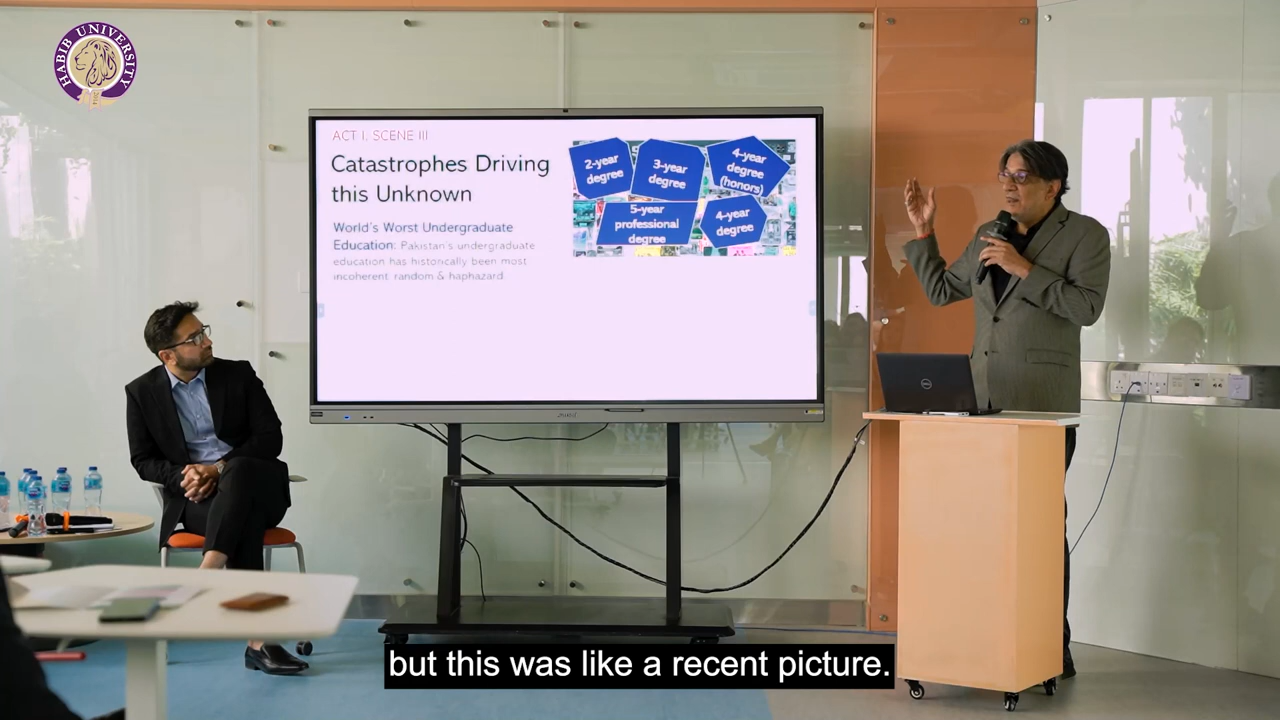 HABIB UNIVERSITY
ACT I, SCENE III
Catastrophes Driving
this Unknown
World's Worst Undergraduate
Education: Pakistan's undergraduate
education has historically been most
incoherent: random & haphazard
2-year
degree
3-year
degree
4-year
degree
(honors)
5-year
professional
degree
4-year
degree
DELL
but this was like a recent picture.